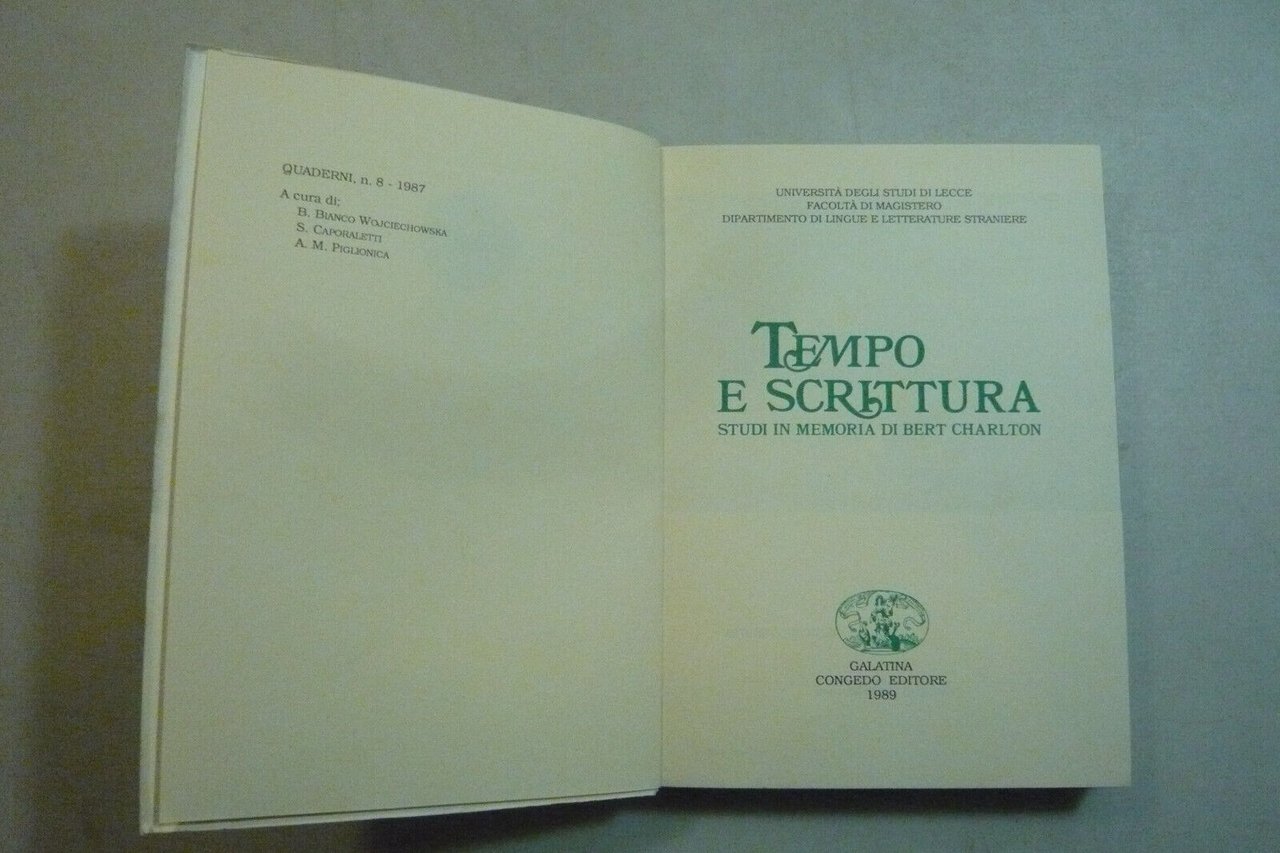 QUADERNI, n. 8 - 1987
A cura di:
B. BIANCO WOJCIECHOWSKA
S. CAPORALETTI
A. M. PIGLIONICA
UNIVERSITÀ DEGLI STUDI DI LECCE
FACOLTÀ DI MAGISTERO
DIPARTIMENTO DI LINGUE E LETTERATURE STRANIERE
TEMPO
E SCRITTURA
STUDI IN MEMORIA DI BERT CHARLTON
GALATINA
CONGEDO EDITORE
1989